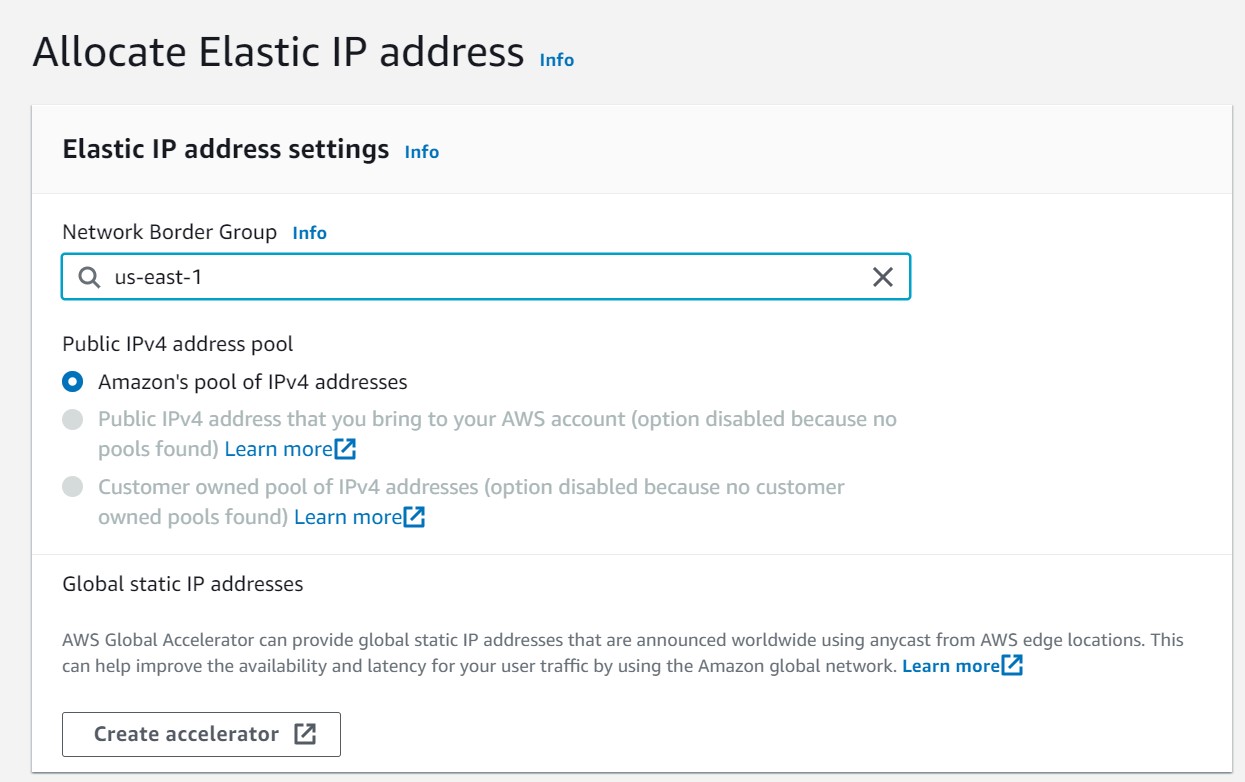 Allocate Elastic IP address Info
Elastic IP address settings Info
Network Border Group Info
us-east-1
Public IPv4 address pool
Amazon's pool of IPv4 addresses
Public IPv4 address that you bring to your AWS account (option disabled because no
pools found) Learn more
Customer owned pool of IPv4 addresses (option disabled because no customer
owned pools found) Learn more
Global static IP addresses
AWS Global Accelerator can provide global static IP addresses that are announced worldwide using anycast from AWS edge locations. This
can help improve the availability and latency for your user traffic by using the Amazon global network. Learn more
Create accelerator